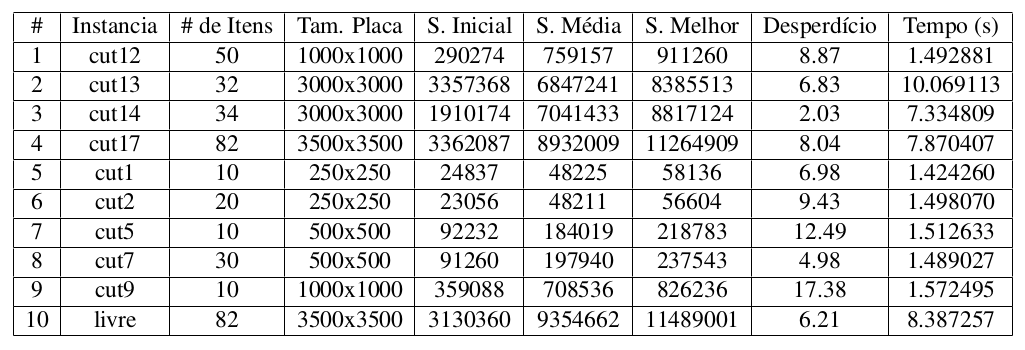 # Instancia # de Itens Tam. Placa S. Inicial S. Média S. Melhor Desperdício Tempo (s)
1 cut12 50 1000x1000 290274 759157 911260 8.87 1.492881
2 cut13 32 3000x3000 3357368 6847241 8385513 6.83 10.069113
3 cut14 34 3000x3000 1910174 7041433 8817124 2.03 7.334809
4 cut17 82 3500x3500 3362087 8932009 11264909 8.04 7.870407
5 cut1 10 250x250 24837 48225 58136 6.98 1.424260
6 cut2 20 250x250 23056 48211 56604 9.43 1.498070
7 cut5 10 500x500 92232 184019 218783 12.49 1.512633
8 cut7 30 500x500 91260 197940 237543 4.98 1.489027
9 cut9 10 1000x1000 359088 708536 826236 17.38 1.572495
10 livre 82 3500x3500 3130360 9354662 11489001 6.21 8.387257